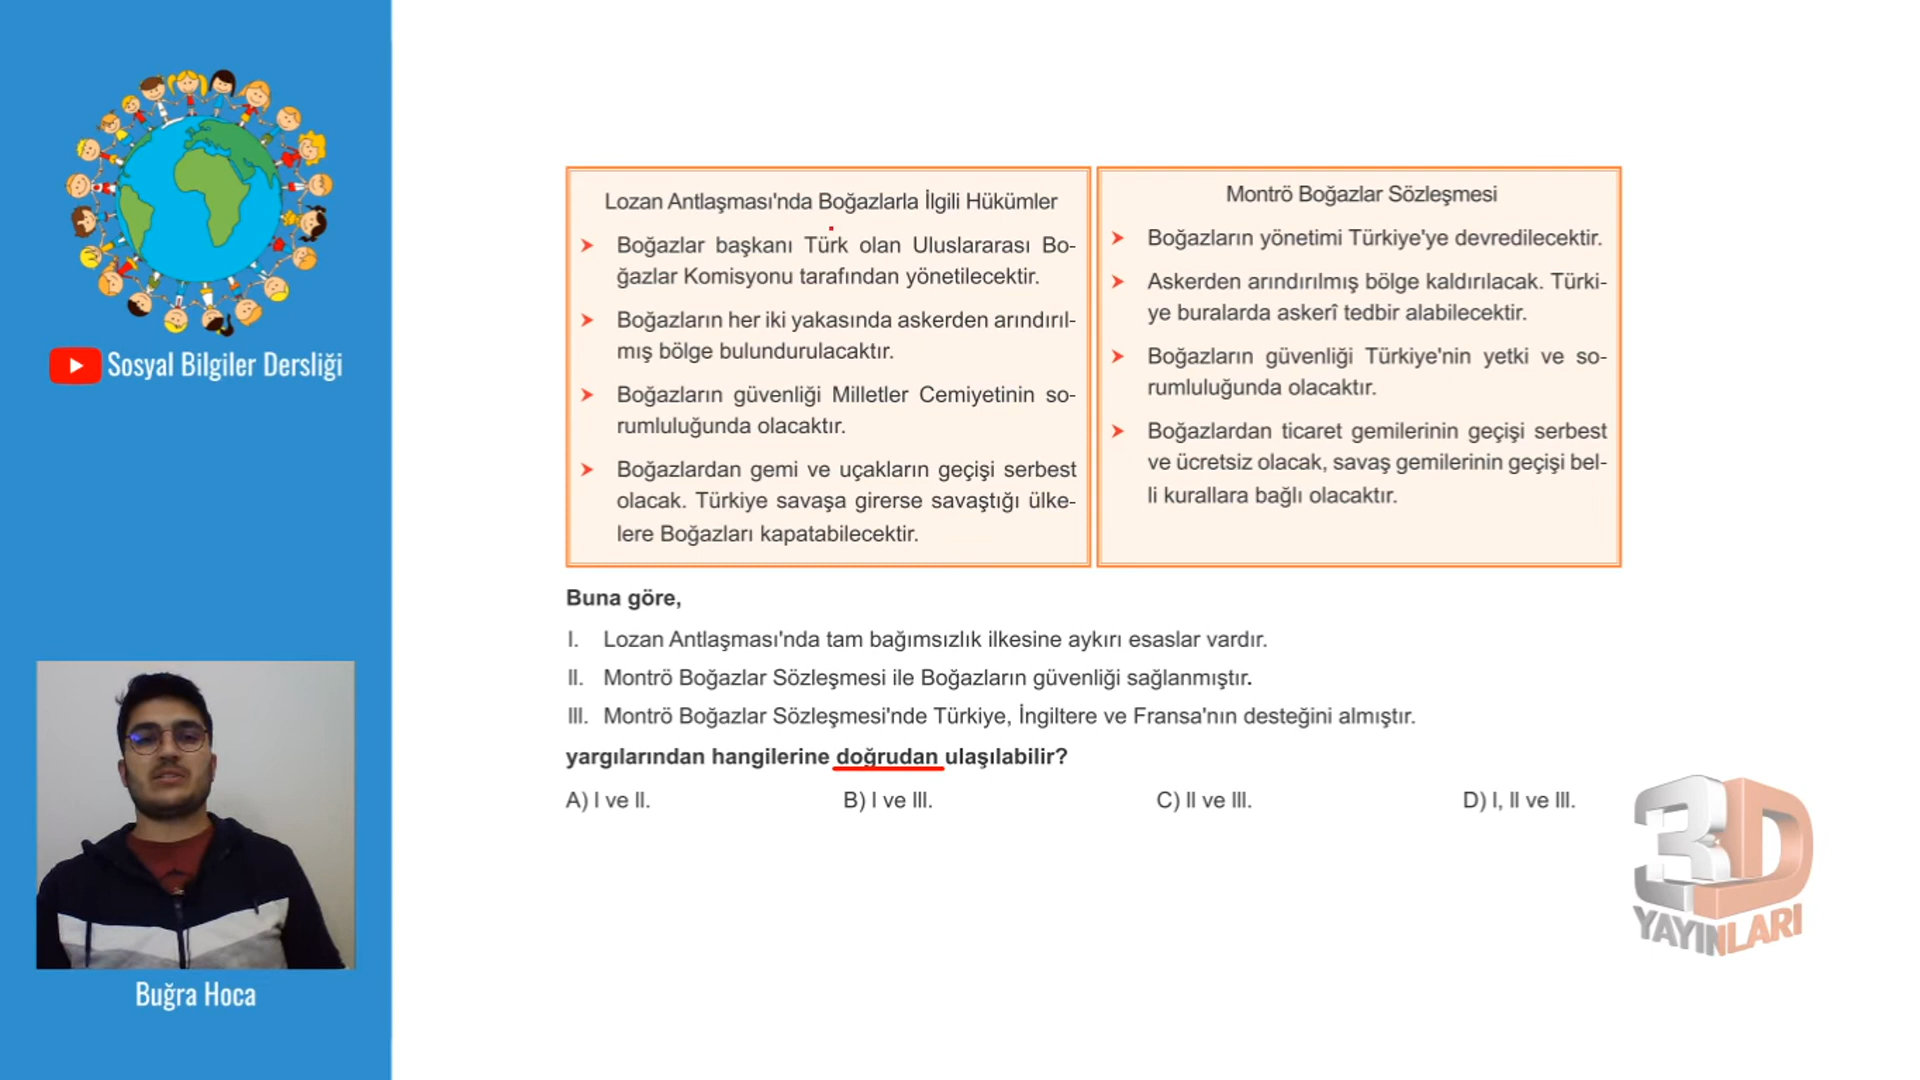 Sosyal Bilgiler Dersliği
Buğra Hoca
Lozan Antlaşması'nda Boğazlarla İlgili Hükümler
Boğazlar başkanı Türk olan Uluslararası Bo-
ğazlar Komisyonu tarafından yönetilecektir.
Boğazların her iki yakasında askerden arındırıl-
mış bölge bulundurulacaktır.
Boğazların güvenliği Milletler Cemiyetinin so-
rumluluğunda olacaktır.
Boğazlardan gemi ve uçakların geçişi serbest
olacak. Türkiye savaşa girerse savaştığı ülke-
lere Boğazları kapatabilecektir.
Montrö Boğazlar Sözleşmesi
Boğazların yönetimi Türkiye'ye devredilecektir.
Askerden arındırılmış bölge kaldırılacak. Türki-
ye buralarda askerî tedbir alabilecektir.
Boğazların güvenliği Türkiye'nin yetki ve so-
rumluluğunda olacaktır.
Boğazlardan ticaret gemilerinin geçişi serbest
ve ücretsiz olacak, savaş gemilerinin geçişi bel-
li kurallara bağlı olacaktır.
Buna göre,
I. Lozan Antlaşması'nda tam bağımsızlık ilkesine aykırı esaslar vardır.
II. Montrö Boğazlar Sözleşmesi ile Boğazların güvenliği sağlanmıştır.
III. Montrö Boğazlar Sözleşmesi'nde Türkiye, İngiltere ve Fransa'nın desteğini almıştır.
yargılarından hangilerine doğrudan ulaşılabilir?
A) I ve II. B) I ve III. C) II ve III. D) I, II ve III.
3D
YAYINLARI